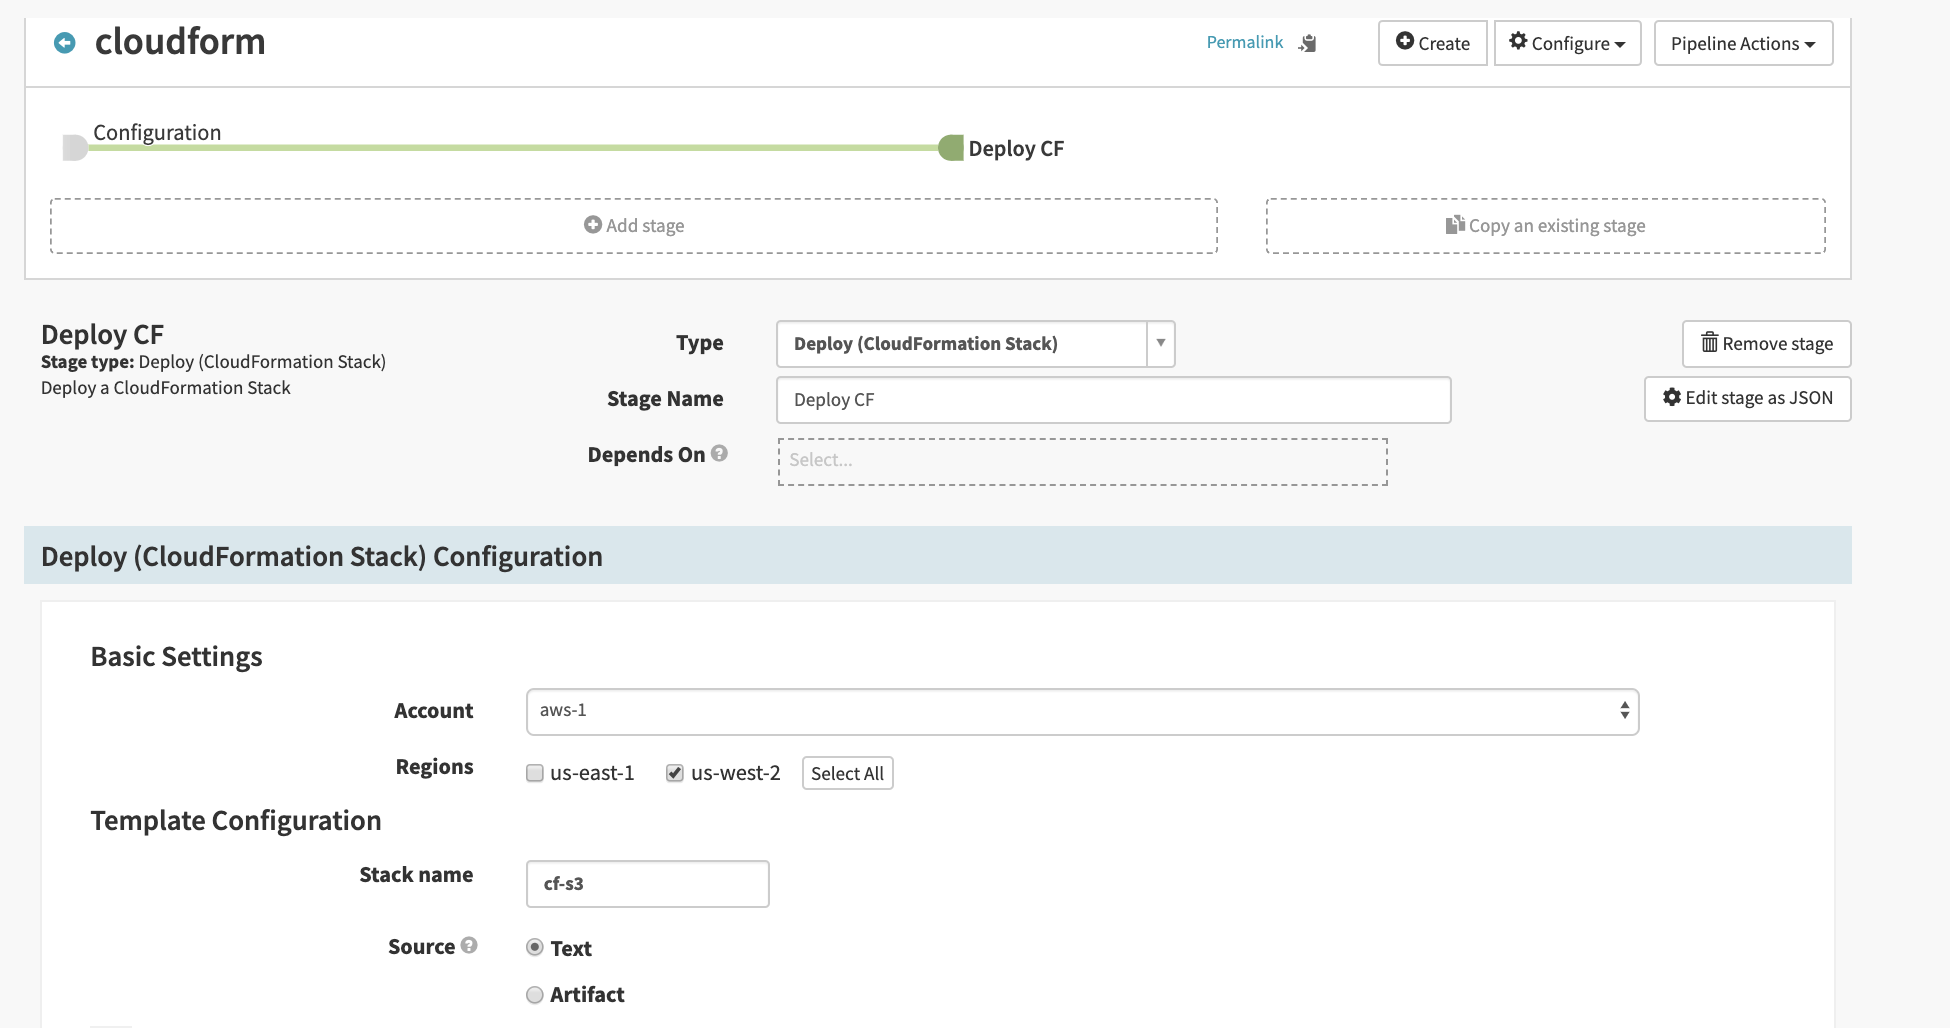 cloudform
Permalink
Create
Configure
Pipeline Actions
Configuration
Deploy CF
Add stage
Copy an existing stage
Deploy CF
Stage type: Deploy (CloudFormation Stack)
Deploy a CloudFormation Stack
Type
Deploy (CloudFormation Stack)
Remove stage
Stage Name
Deploy CF
Edit stage as JSON
Depends On ?
Select...
Deploy (CloudFormation Stack) Configuration
Basic Settings
Account
aws-1
Regions
us-east-1
us-west-2
Select All
Template Configuration
Stack name
cf-s3
Source ?
Text
Artifact